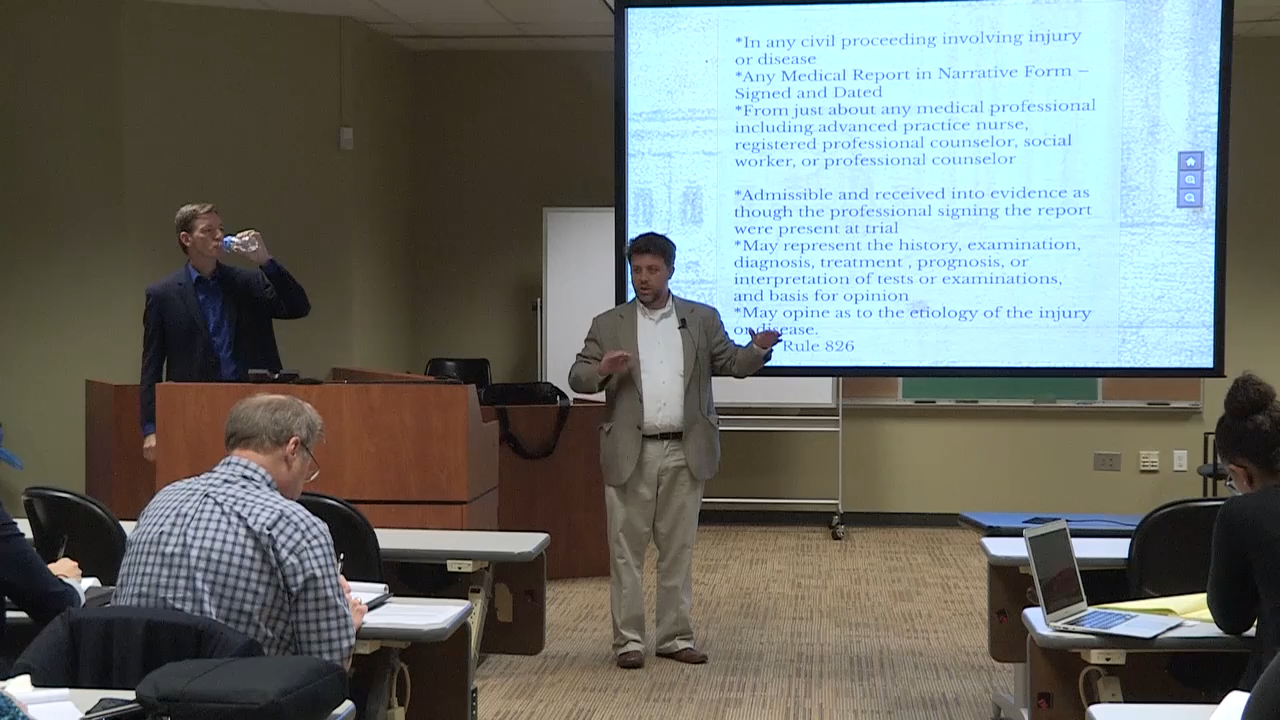 *In any civil proceeding involving injury
or disease
*Any Medical Report in Narrative Form –
Signed and Dated
*From just about any medical professional
including advanced practice nurse,
registered professional counselor, social
worker, or professional counselor
*Admissible and received into evidence as
though the professional signing the report
were present at trial
*May represent the history, examination,
diagnosis, treatment , prognosis, or
interpretation of tests or examinations,
and basis for opinion
*May opine as to the etiology of the injury
or disease.
Rule 826